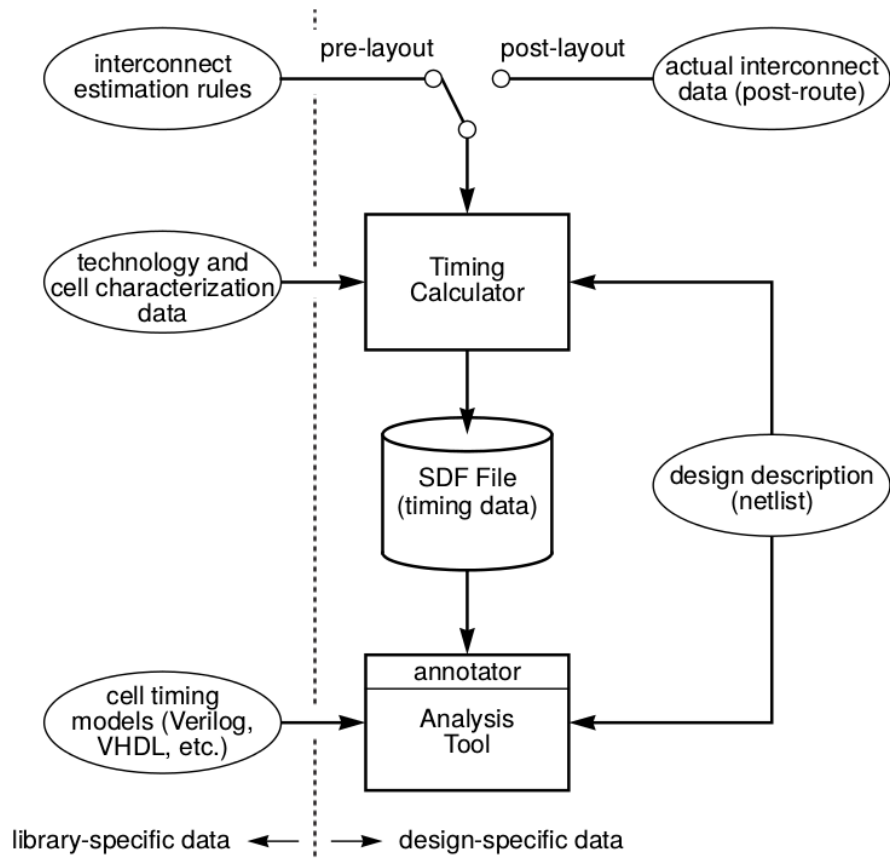 pre-layout
post-layout
interconnect
estimation rules
actual interconnect
data (post-route)
technology and
cell characterization
data
Timing
Calculator
SDF File
(timing data)
design description
(netlist)
annotator
cell timing
models (Verilog,
VHDL, etc.)
Analysis
Tool
library-specific data
design-specific data